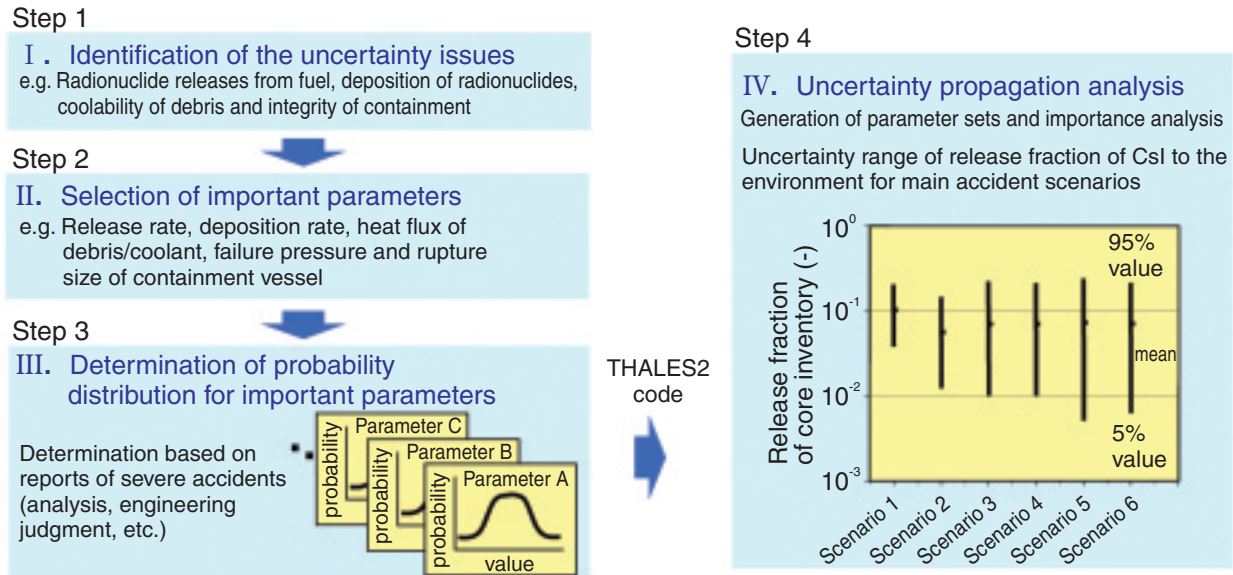 Step 1
Ⅰ. Identification of the uncertainty issues
e.g. Radionuclide releases from fuel, deposition of radionuclides,
coolability of debris and integrity of containment
Step 2
Ⅱ. Selection of important parameters
e.g. Release rate, deposition rate, heat flux of
debris/coolant, failure pressure and rupture
size of containment vessel
Step 3
Ⅲ. Determination of probability
distribution for important parameters
Determination based on
reports of severe accidents
(analysis, engineering
judgment, etc.)
probability
Parameter C
probability
Parameter B
probability
Parameter A
value
THALES2
code
Step 4
Ⅳ. Uncertainty propagation analysis
Generation of parameter sets and importance analysis
Uncertainty range of release fraction of CsI to the
environment for main accident scenarios
Release fraction
of core inventory (-)
10⁰
10⁻¹
10⁻²
10⁻³
95%
value
mean
5%
value
Scenario 1
Scenario 2
Scenario 3
Scenario 4
Scenario 5
Scenario 6